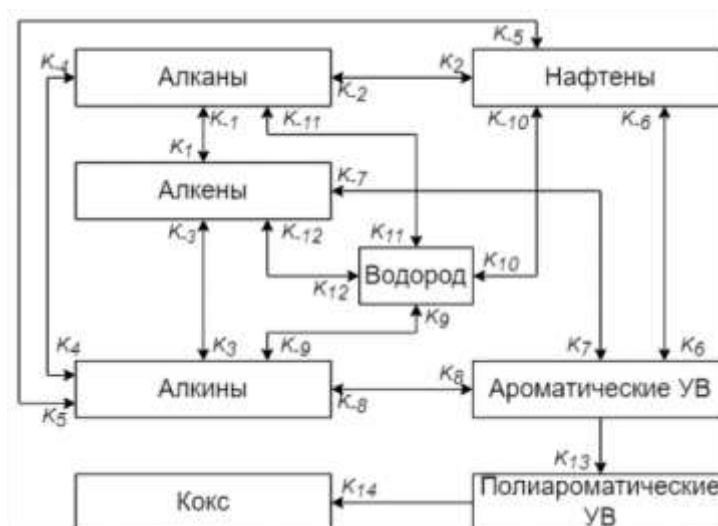 K-5
K-4
Алканы
K2
Нафтены
K-2
K-1
K-11
K-10
K-6
K1
Алкены
K-7
K-3
K-12
K11
Водород
K10
K12
K9
K4
K3
K-9
K7
K6
K5
Алкины
K8
K-8
Ароматические УВ
K13
Кокс
K14
Полиароматические
УВ